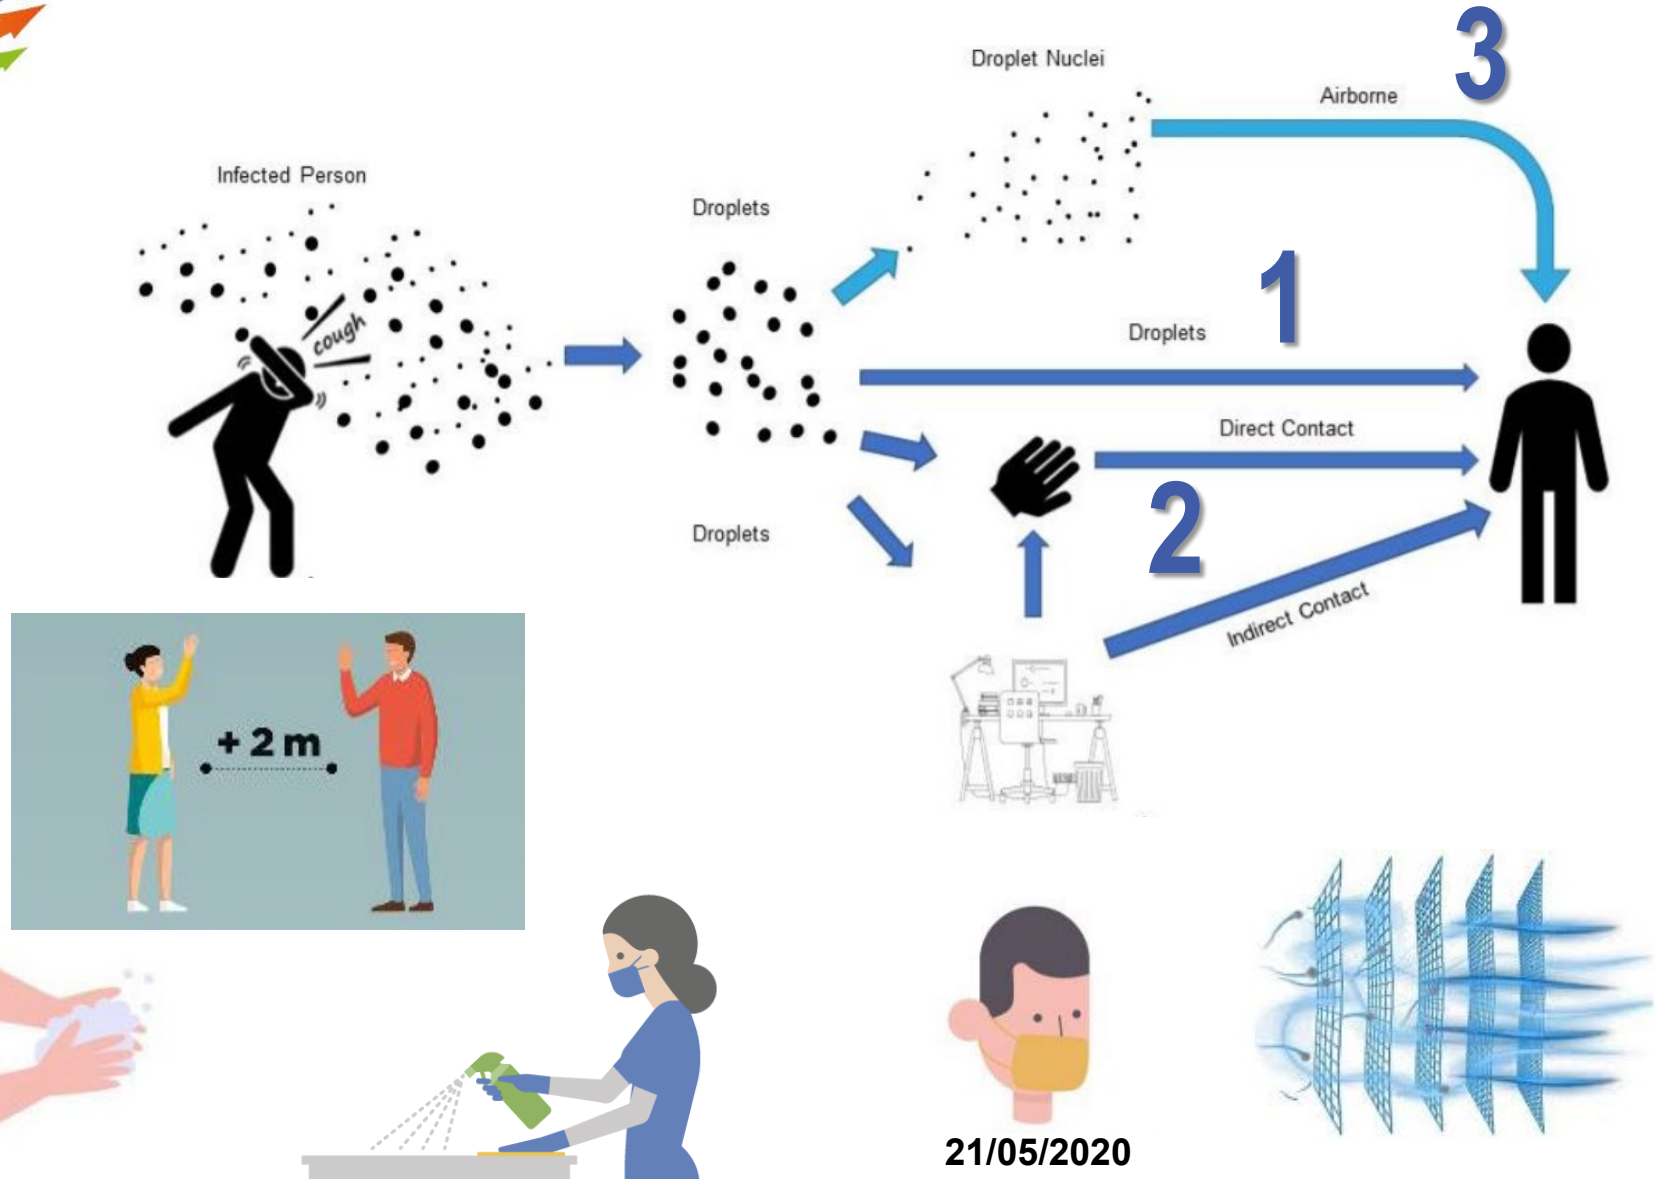 3
Droplet Nuclei
Airborne
Infected Person
Droplets
cough
1
Droplets
Direct Contact
2
Droplets
Indirect Contact
+ 2 m
21/05/2020